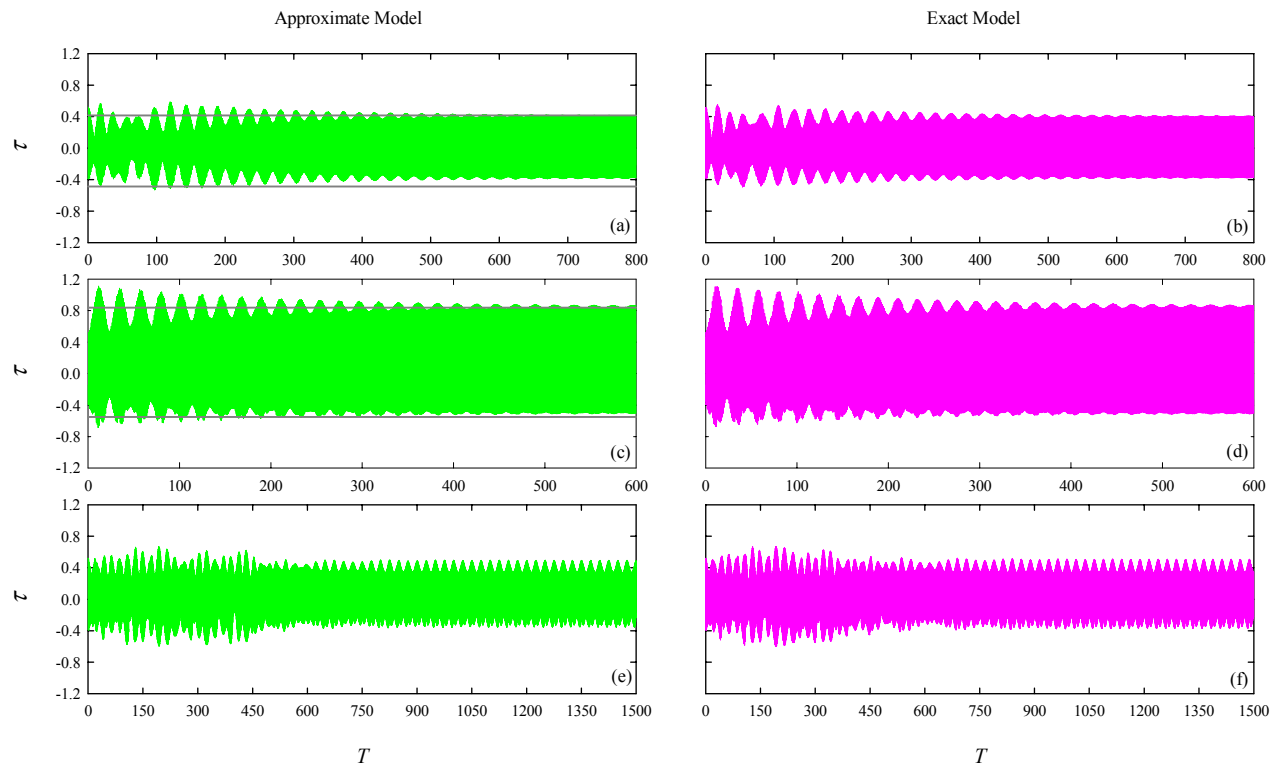 Approximate Model Exact Model
1.2 0.8 0.4 0.0 -0.4 -0.8 -1.2
(a) (b)
0 100 200 300 400 500 600 700 800
0 100 200 300 400 500 600 700 800
1.2 0.8 0.4 0.0 -0.4 -0.8 -1.2
(c) (d)
0 100 200 300 400 500 600
0 100 200 300 400 500 600
1.2 0.8 0.4 0.0 -0.4 -0.8 -1.2
(e) (f)
0 150 300 450 600 750 900 1050 1200 1350 1500
0 150 300 450 600 750 900 1050 1200 1350 1500
T T